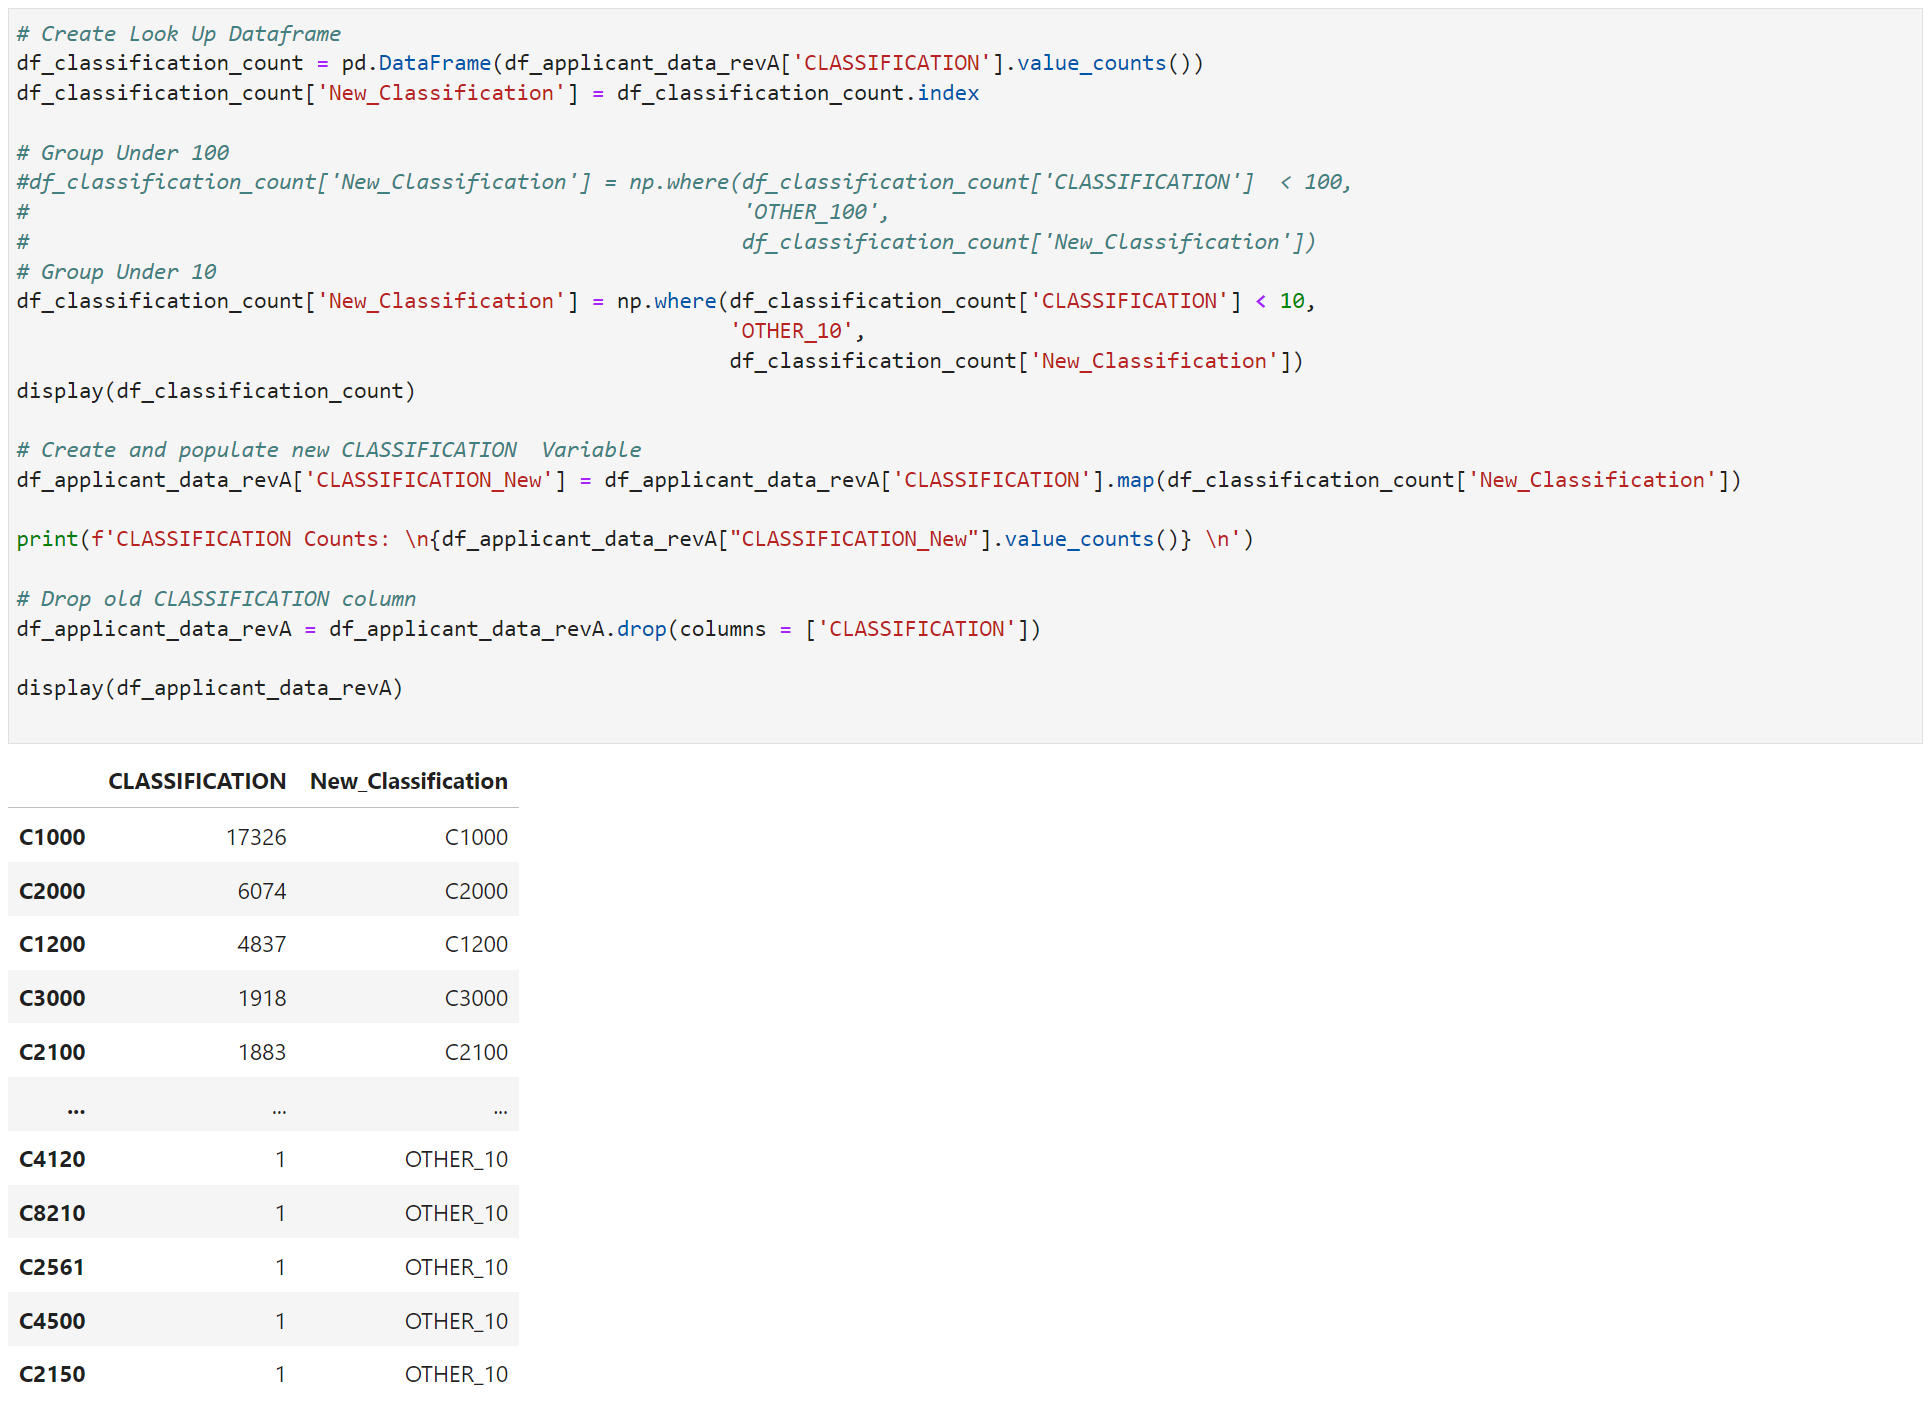 # Create Look Up Dataframe
df_classification_count = pd.DataFrame(df_applicant_data_revA['CLASSIFICATION'].value_counts())
df_classification_count['New_Classification'] = df_classification_count.index
# Group Under 100
#df_classification_count['New_Classification'] = np.where(df_classification_count['CLASSIFICATION']  < 100,
#                                                         'OTHER_100',
#                                                         df_classification_count['New_Classification'])
# Group Under 10
df_classification_count['New_Classification'] = np.where(df_classification_count['CLASSIFICATION'] < 10,
                                                         'OTHER_10',
                                                         df_classification_count['New_Classification'])
display(df_classification_count)
# Create and populate new CLASSIFICATION  Variable
df_applicant_data_revA['CLASSIFICATION_New'] = df_applicant_data_revA['CLASSIFICATION'].map(df_classification_count['New_Classification'])
print(f'CLASSIFICATION Counts: \n{df_applicant_data_revA["CLASSIFICATION_New"].value_counts()} \n')
# Drop old CLASSIFICATION column
df_applicant_data_revA = df_applicant_data_revA.drop(columns = ['CLASSIFICATION'])
display(df_applicant_data_revA)
CLASSIFICATION New_Classification
C1000 17326 C1000
C2000 6074 C2000
C1200 4837 C1200
C3000 1918 C3000
C2100 1883 C2100
... ... ...
C4120 1 OTHER_10
C8210 1 OTHER_10
C2561 1 OTHER_10
C4500 1 OTHER_10
C2150 1 OTHER_10